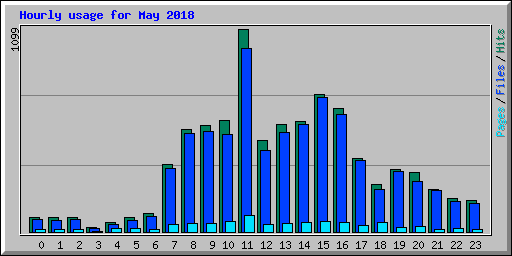 Hourly usage for May 2018
1099
Pages/Files/Hits
0 1 2 3 4 5 6 7 8 9 10 11 12 13 14 15 16 17 18 19 20 21 22 23